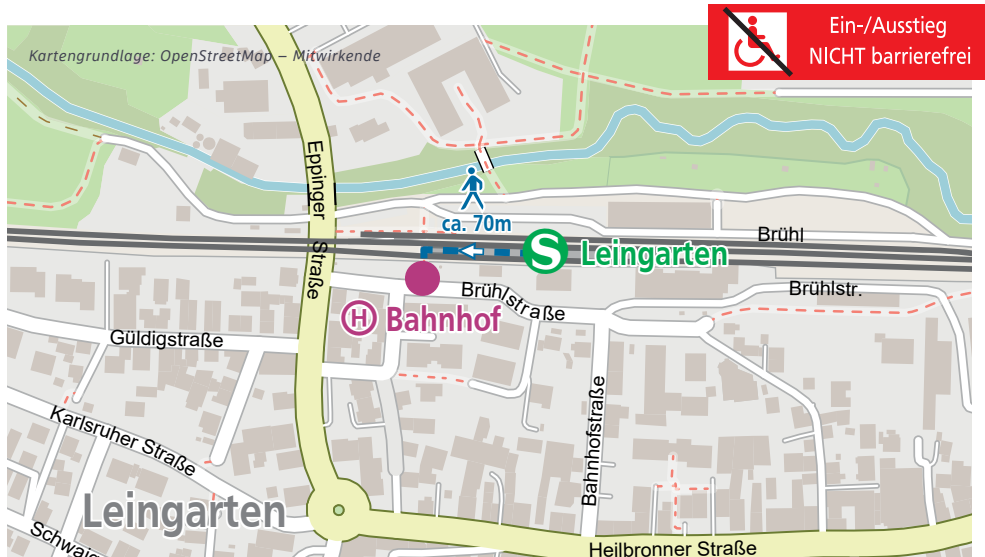 Ein-/Ausstieg
NICHT barrierefrei
Kartengrundlage: OpenStreetMap – Mitwirkende
Eppinger Straße
ca. 70m
Brühl
S
Leingarten
Brühlstr.
Brühlstraße
H
Bahnhof
Güldigstraße
Karlsruher Straße
Bahnhofstraße
Leingarten
Schwaig
Heilbronner Straße